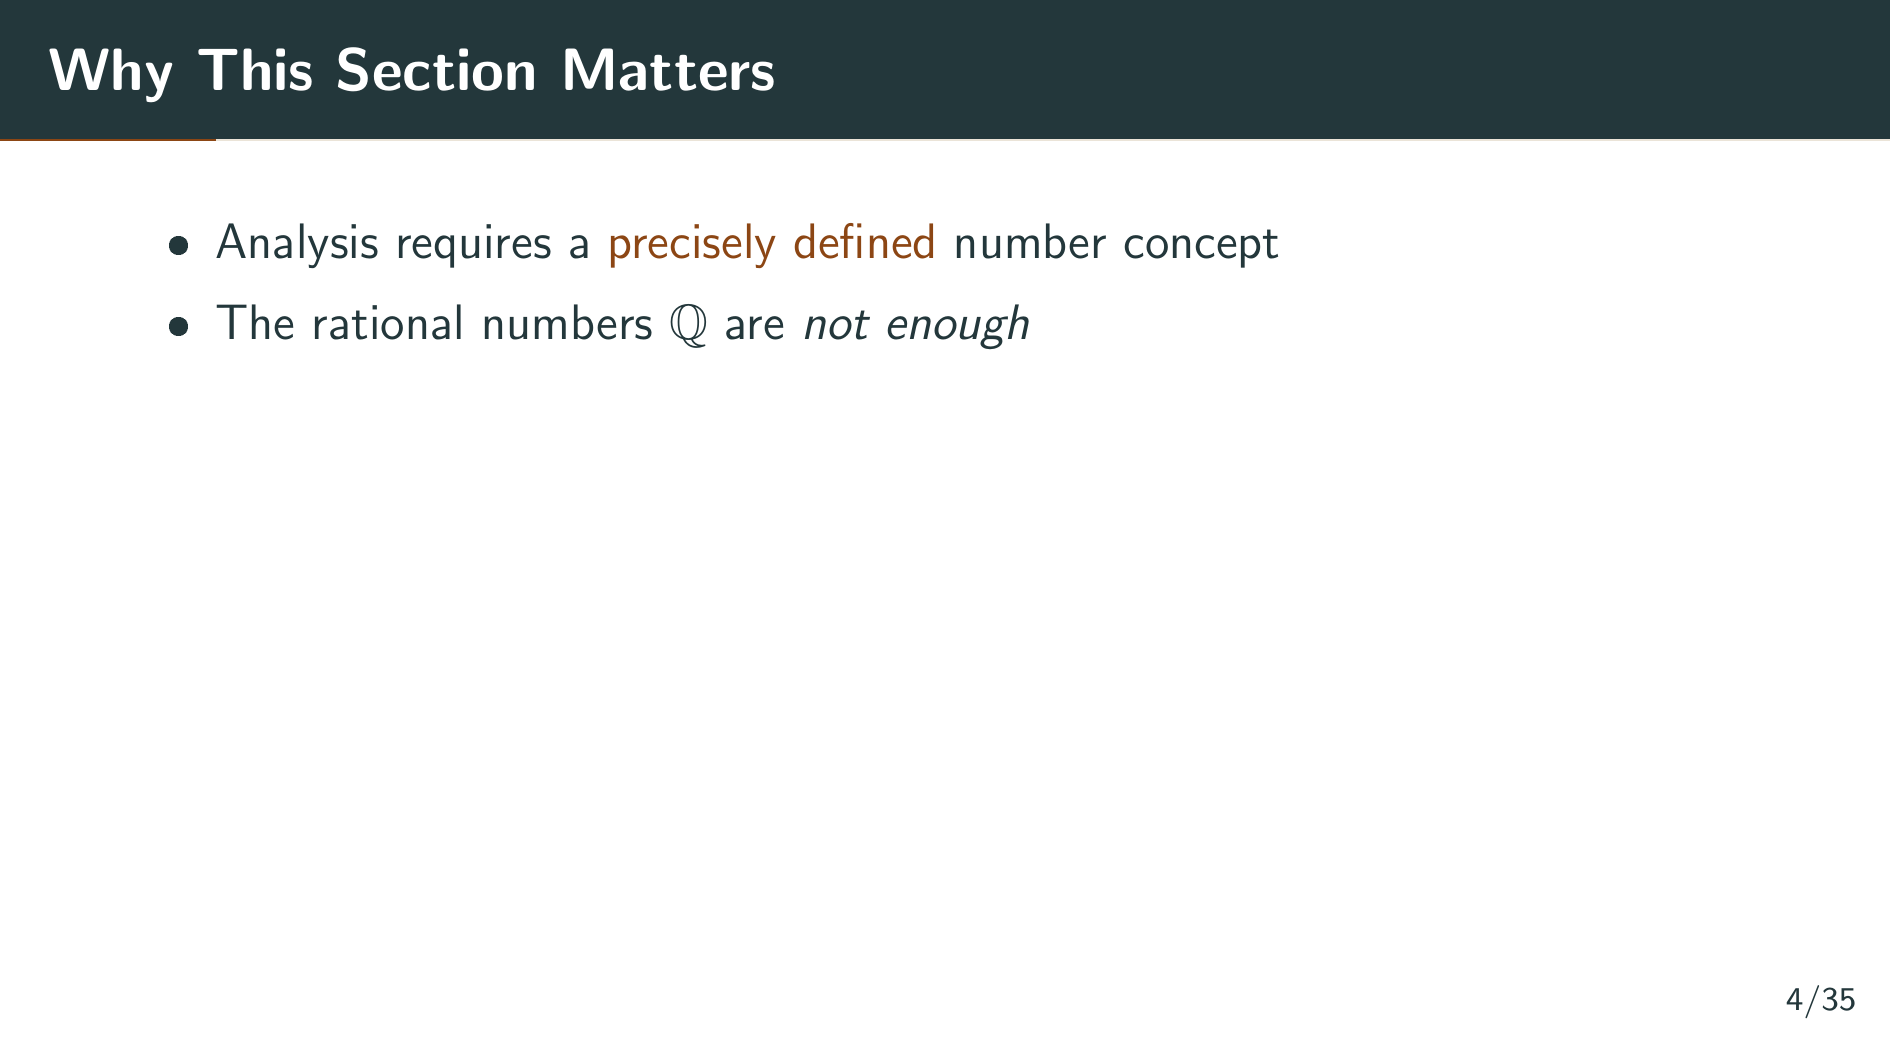 Why This Section Matters
• Analysis requires a precisely defined number concept
• The rational numbers ℚ are not enough
4/35